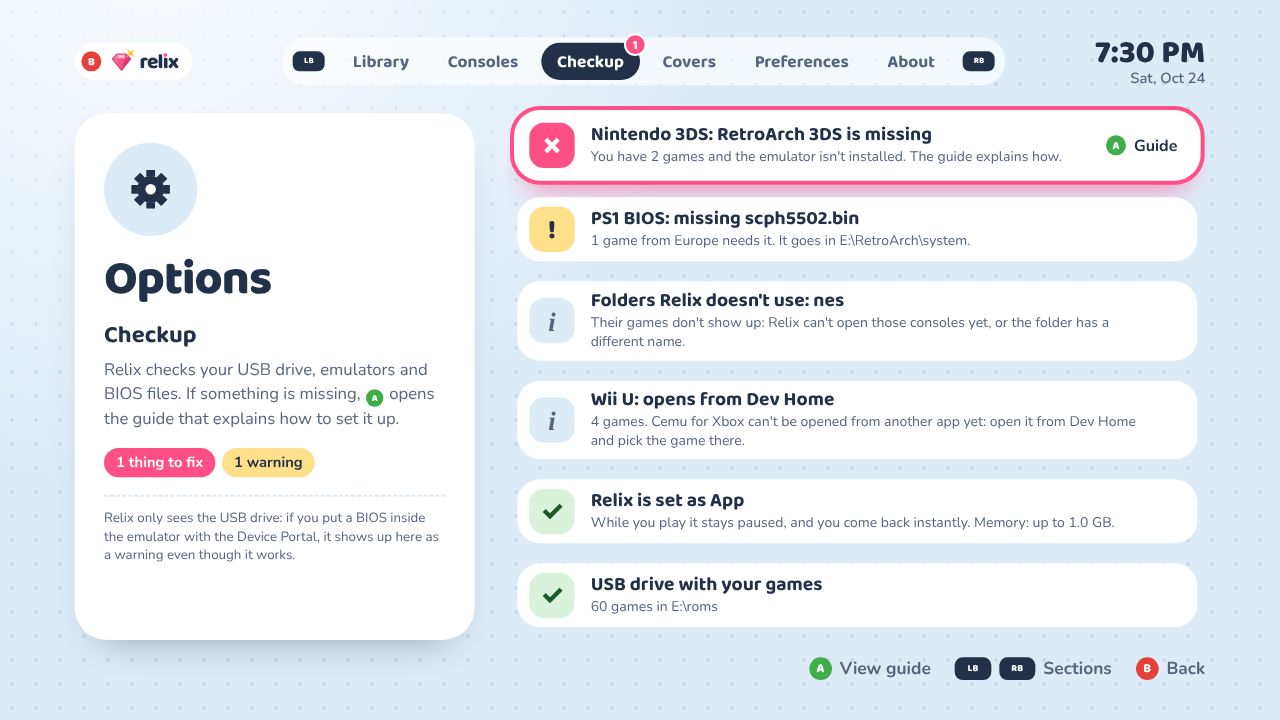 B relix
LB Library Consoles Checkup 1 Covers Preferences About RB
7:30 PM
Sat, Oct 24
Options
Checkup
Relix checks your USB drive, emulators and
BIOS files. If something is missing, A opens
the guide that explains how to set it up.
1 thing to fix 1 warning
Relix only sees the USB drive: if you put a BIOS inside
the emulator with the Device Portal, it shows up here as
a warning even though it works.
Nintendo 3DS: RetroArch 3DS is missing
You have 2 games and the emulator isn't installed. The guide explains how.
A Guide
PS1 BIOS: missing scph5502.bin
1 game from Europe needs it. It goes in E:\RetroArch\system.
Folders Relix doesn't use: nes
Their games don't show up: Relix can't open those consoles yet, or the folder has a
different name.
Wii U: opens from Dev Home
4 games. Cemu for Xbox can't be opened from another app yet: open it from Dev Home
and pick the game there.
Relix is set as App
While you play it stays paused, and you come back instantly. Memory: up to 1.0 GB.
USB drive with your games
60 games in E:\roms
A View guide LB RB Sections B Back